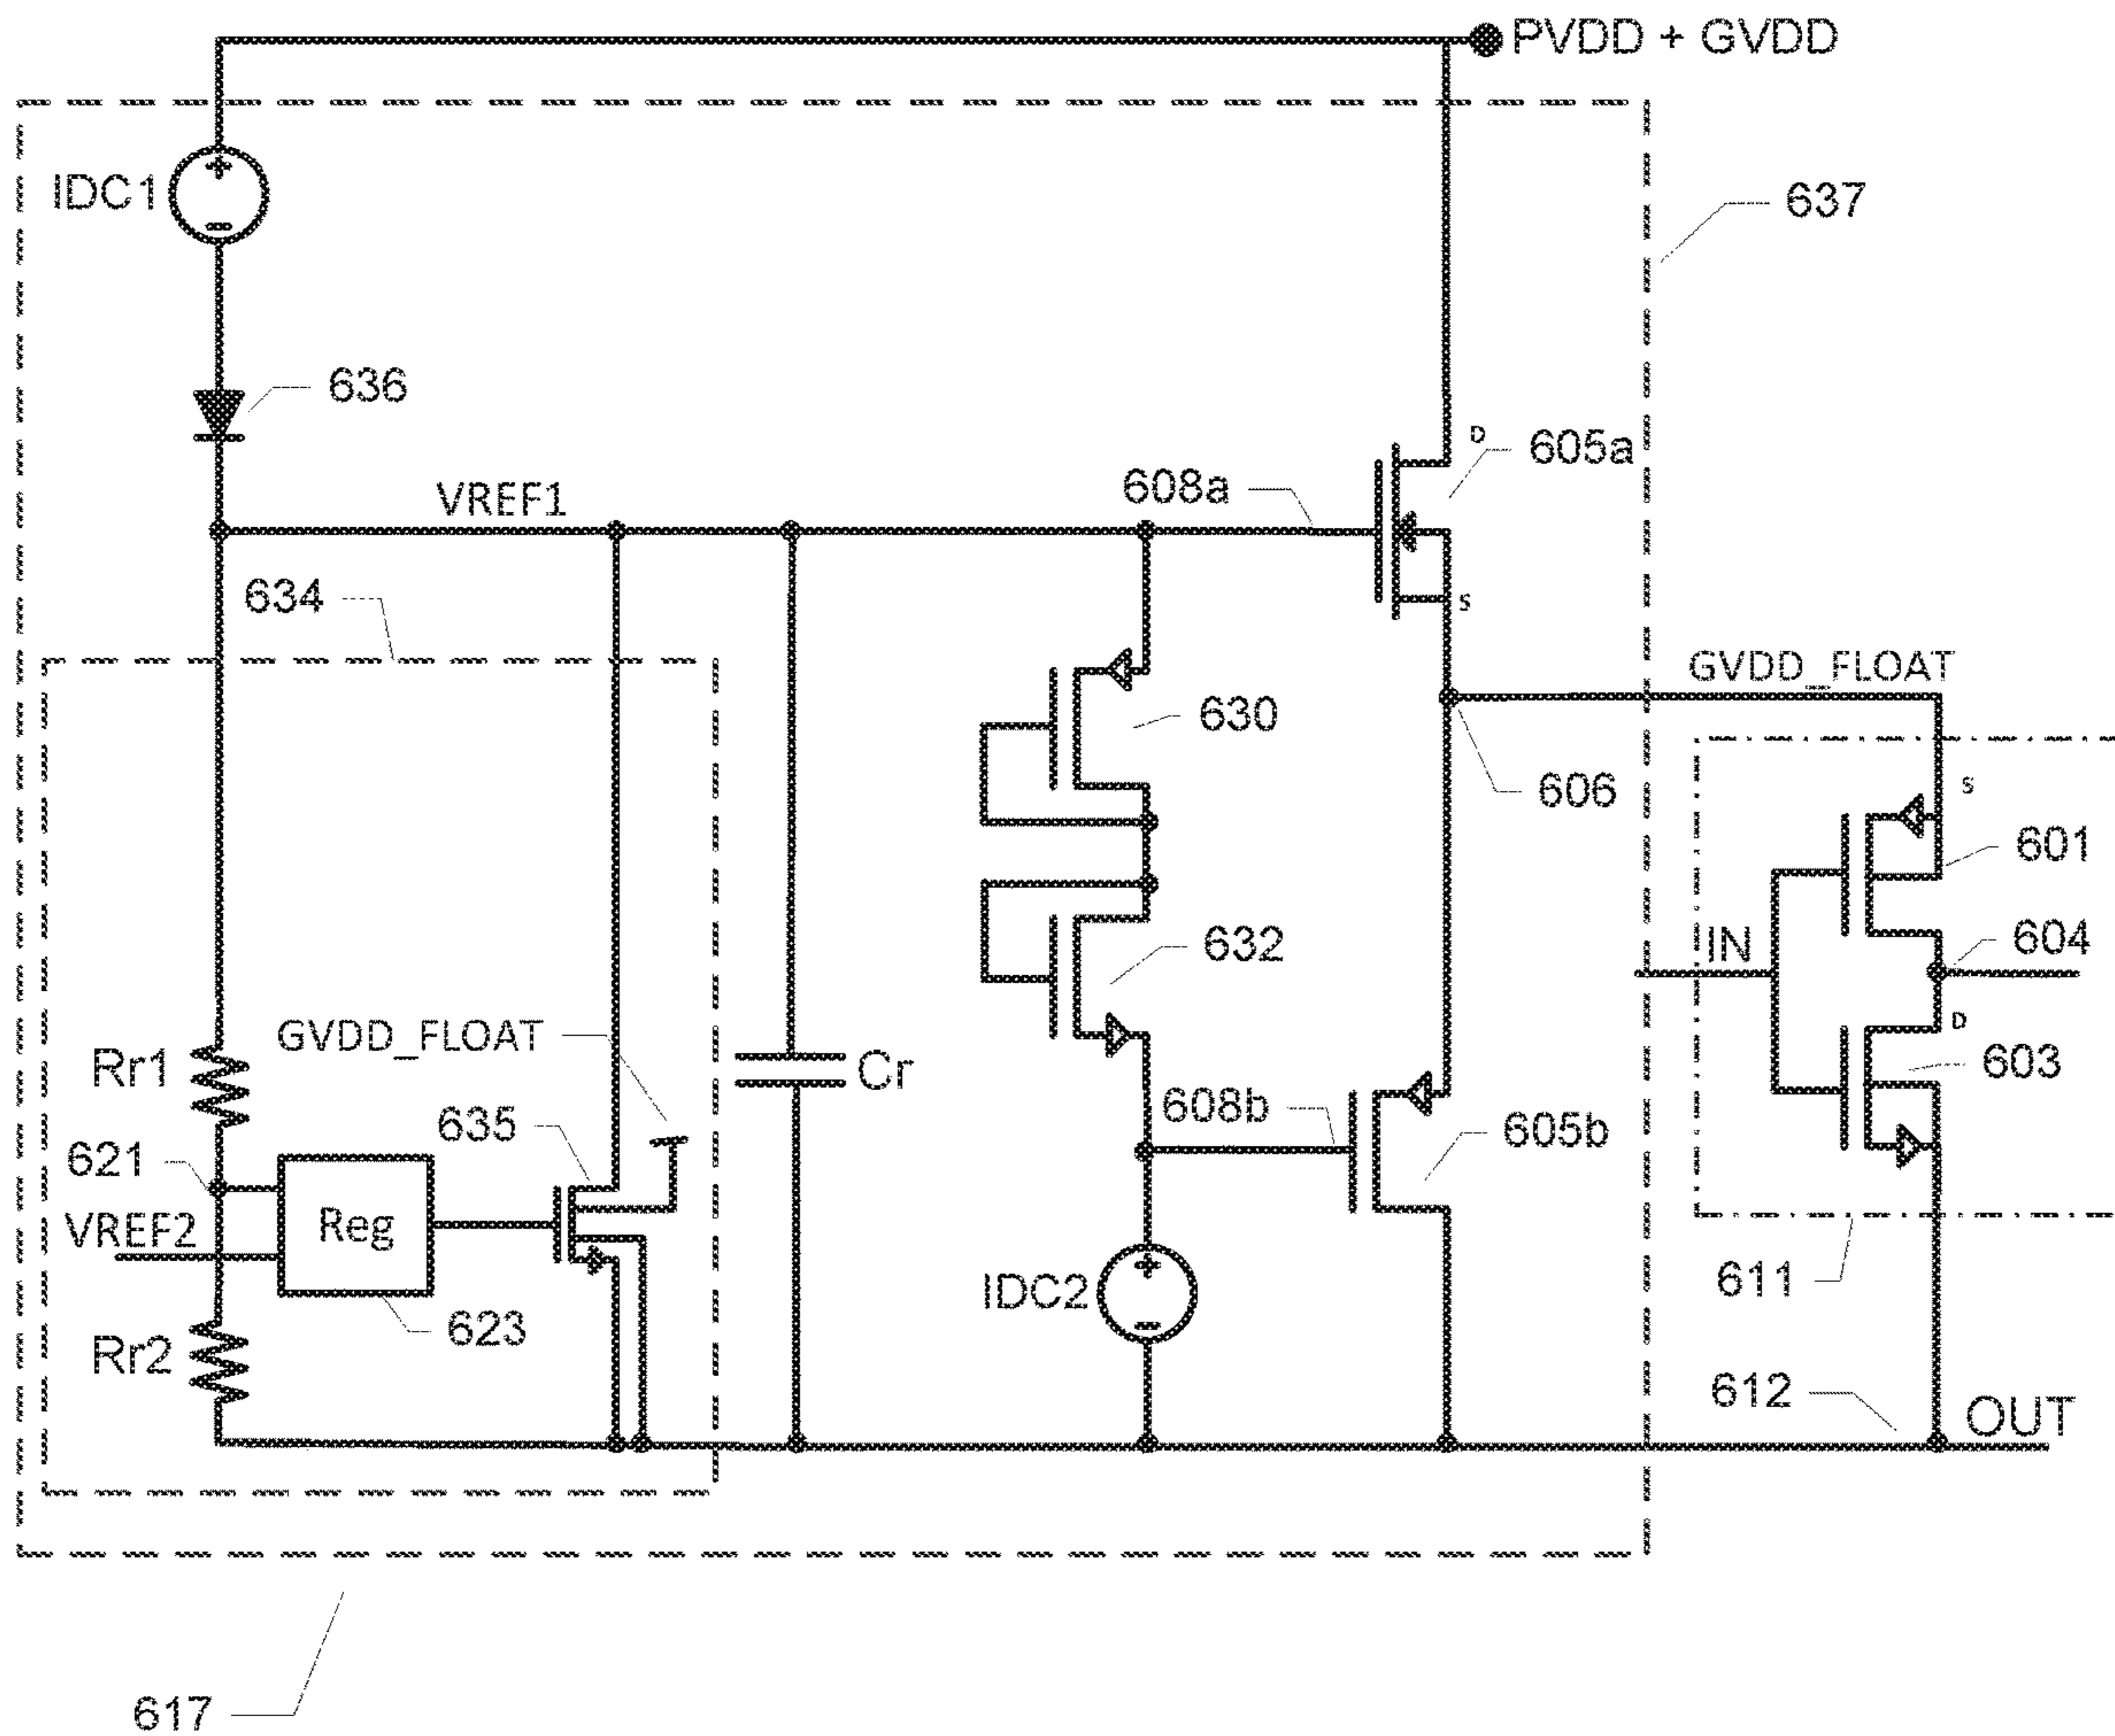 PVDD + GVDD
IDC1
+
-
637
636
D
605a
608a
VREF1
S
634
GVDD_FLOAT
630
606
S
601
IN
604
632
D
603
GVDD_FLOAT
Rr1
Cr
635
608b
605b
621
VREF2
Reg
+
IDC2
-
611
623
Rr2
612
OUT
617